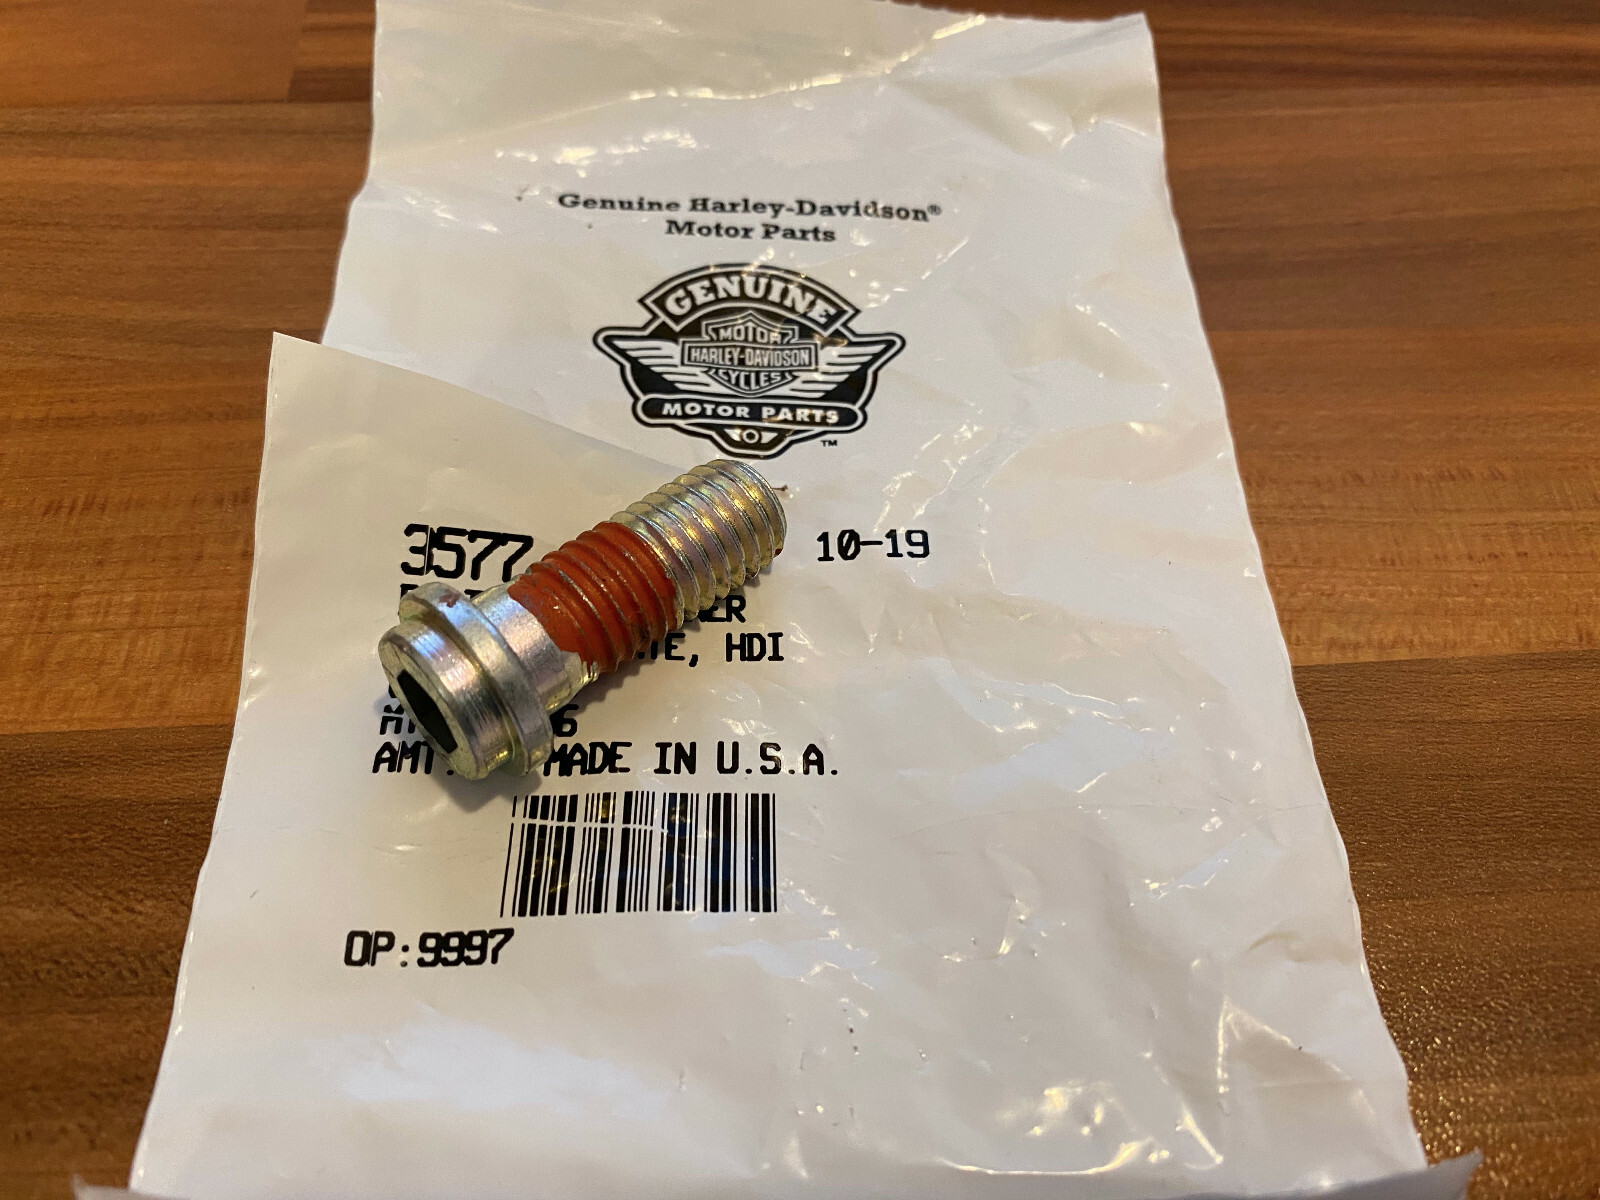 Genuine Harley-Davidson®
Motor Parts
GENUINE
MOTOR
HARLEY-DAVIDSON
CYCLES
MOTOR PARTS
™
3577
10-19
HDI
MADE IN U.S.A.
OP:9997